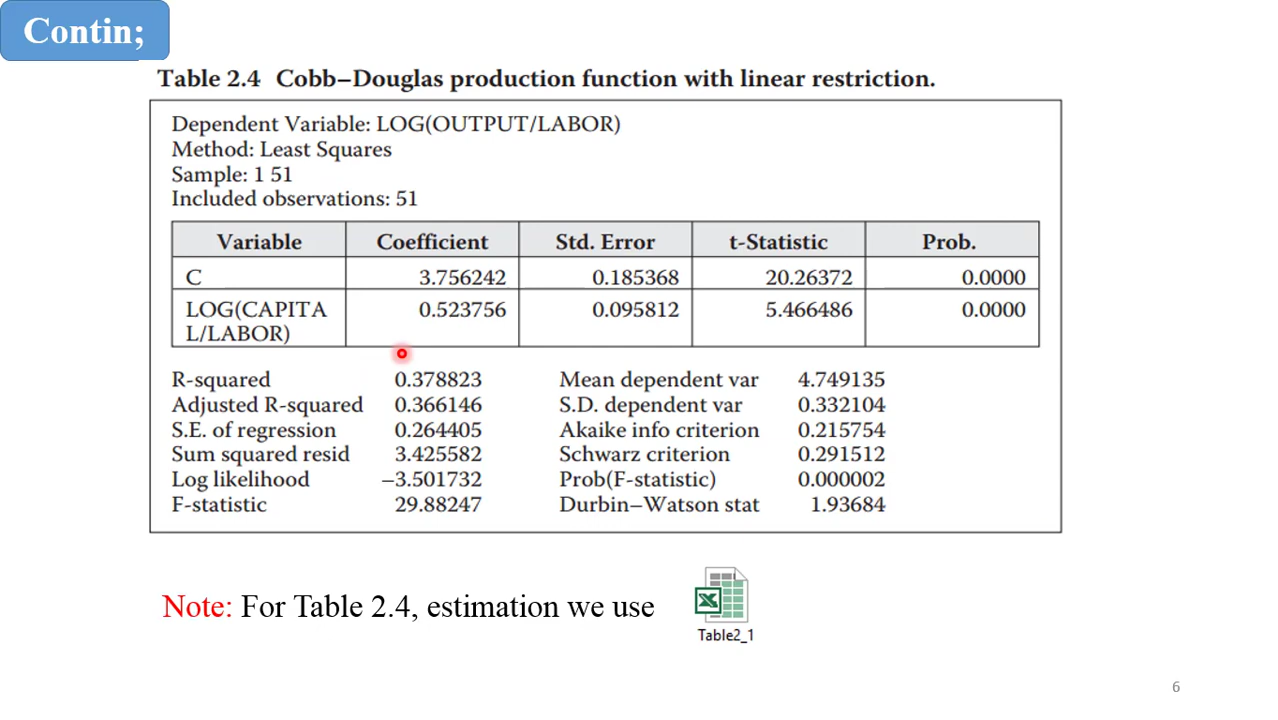 Contin;
Table 2.4 Cobb–Douglas production function with linear restriction.
Dependent Variable: LOG(OUTPUT/LABOR)
Method: Least Squares
Sample: 1 51
Included observations: 51
Variable Coefficient Std. Error t-Statistic Prob.
C 3.756242 0.185368 20.26372 0.0000
LOG(CAPITA 0.523756 0.095812 5.466486 0.0000
L/LABOR)
R-squared 0.378823 Mean dependent var 4.749135
Adjusted R-squared 0.366146 S.D. dependent var 0.332104
S.E. of regression 0.264405 Akaike info criterion 0.215754
Sum squared resid 3.425582 Schwarz criterion 0.291512
Log likelihood −3.501732 Prob(F-statistic) 0.000002
F-statistic 29.88247 Durbin–Watson stat 1.93684
Note: For Table 2.4, estimation we use
Table2_1
6